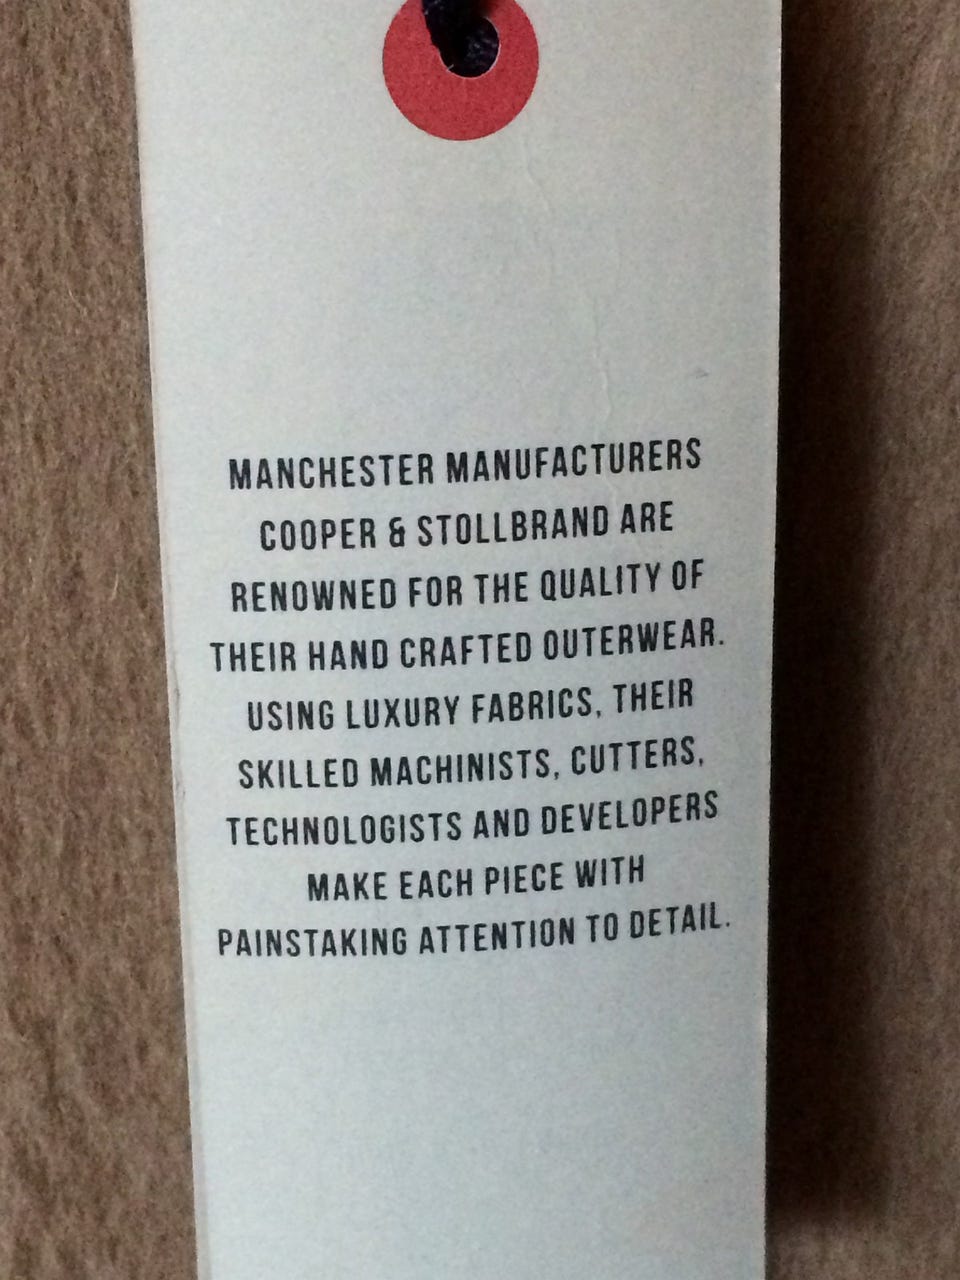 MANCHESTER MANUFACTURERS
COOPER & STOLLBRAND ARE
RENOWNED FOR THE QUALITY OF
THEIR HAND CRAFTED OUTERWEAR.
USING LUXURY FABRICS, THEIR
SKILLED MACHINISTS, CUTTERS,
TECHNOLOGISTS AND DEVELOPERS
MAKE EACH PIECE WITH
PAINSTAKING ATTENTION TO DETAIL.